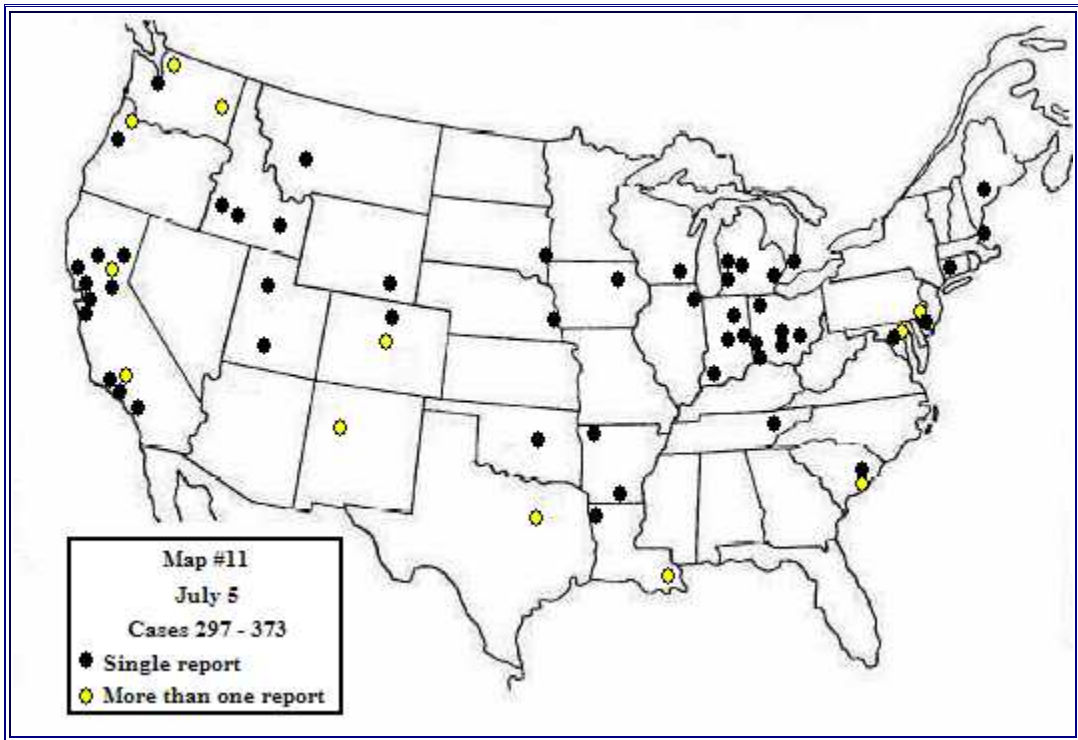 Map #11
July 5
Cases 297 - 373
Single report
More than one report